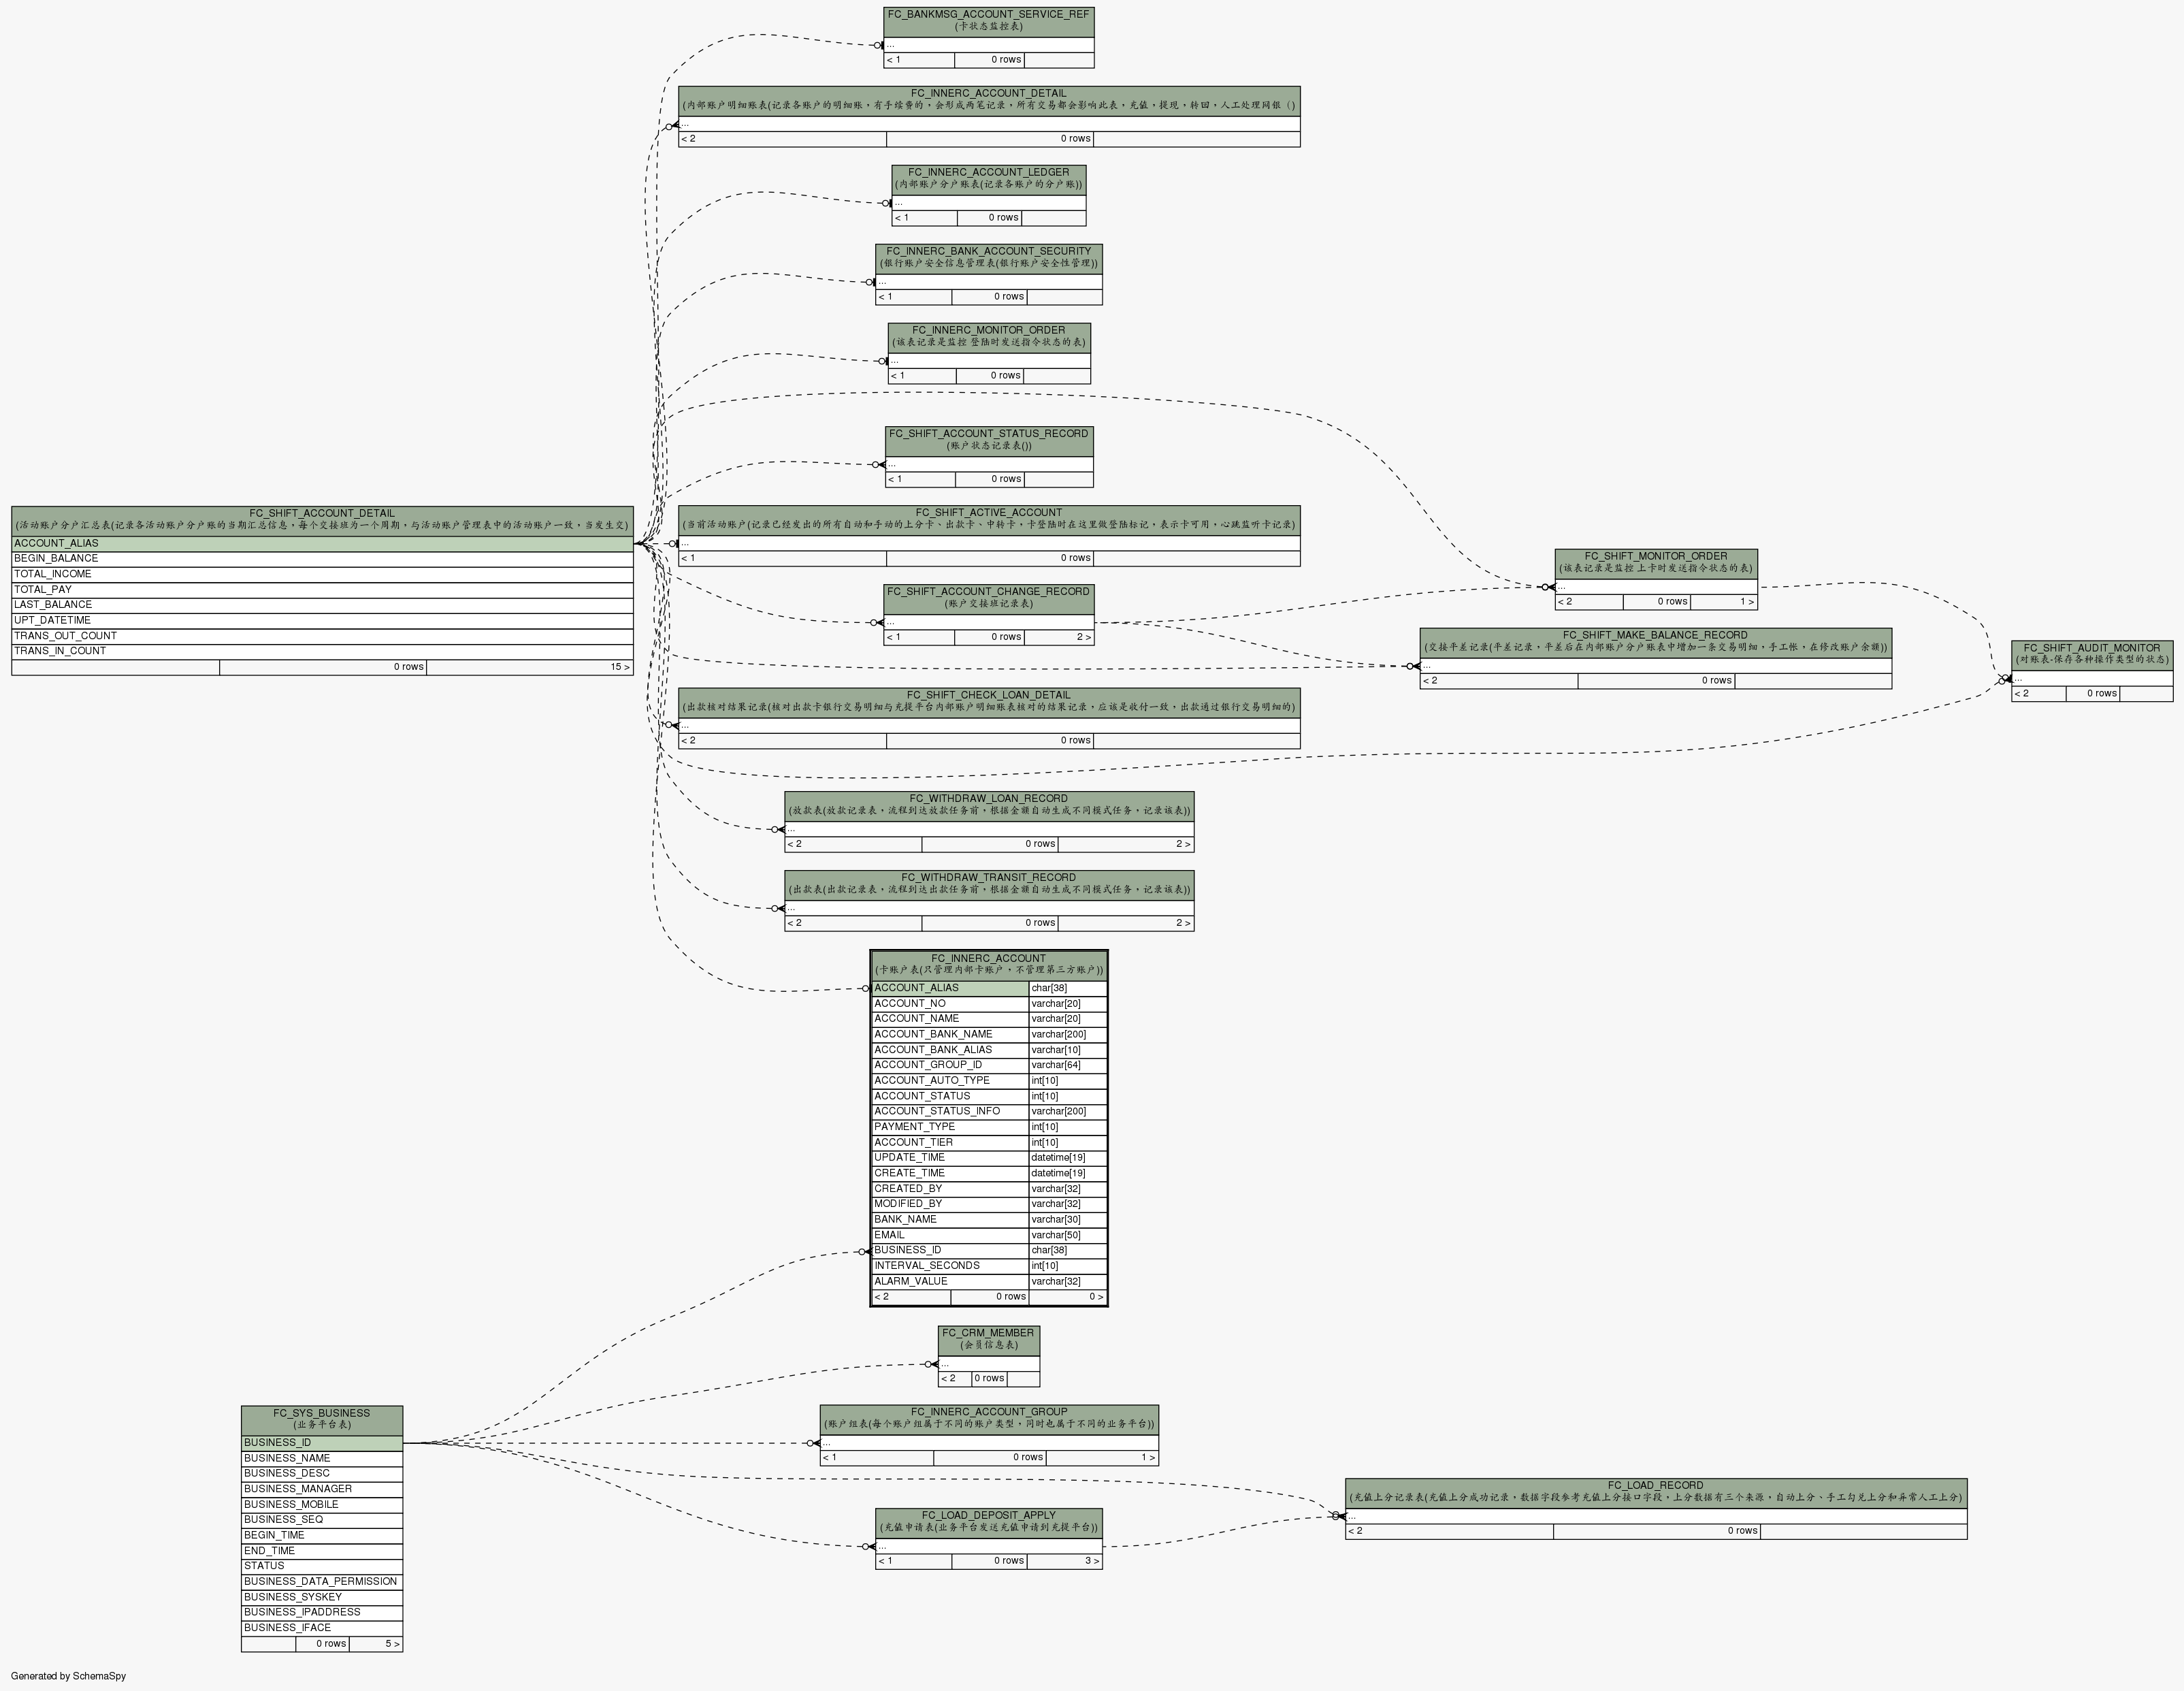 FC_BANKMSG_ACCOUNT_SERVICE_REF
(卡状态监控表)
...
< 1 0 rows
FC_INNERC_ACCOUNT_DETAIL
(内部账户明细账表(记录各账户的明细账，有手续费的，会形成两笔记录，所有交易都会影响此表，充值，提现，转回，人工处理网银（)
...
< 2 0 rows
FC_INNERC_ACCOUNT_LEDGER
(内部账户分户账表(记录各账户的分户账))
...
< 1 0 rows
FC_INNERC_BANK_ACCOUNT_SECURITY
(银行账户安全信息管理表(银行账户安全性管理))
...
< 1 0 rows
FC_INNERC_MONITOR_ORDER
(该表记录是监控 登陆时发送指令状态的表)
...
< 1 0 rows
FC_SHIFT_ACCOUNT_STATUS_RECORD
(账户状态记录表())
...
< 1 0 rows
FC_SHIFT_ACCOUNT_DETAIL
(活动账户分户汇总表(记录各活动账户分户账的当期汇总信息，每个交接班为一个周期，与活动账户管理表中的活动账户一致，当发生交)
ACCOUNT_ALIAS
BEGIN_BALANCE
TOTAL_INCOME
TOTAL_PAY
LAST_BALANCE
UPT_DATETIME
TRANS_OUT_COUNT
TRANS_IN_COUNT
0 rows 15 >
FC_SHIFT_ACTIVE_ACCOUNT
(当前活动账户(记录已经发出的所有自动和手动的上分卡、出款卡、中转卡，卡登陆时在这里做登陆标记，表示卡可用，心跳监听卡记录)
...
< 1 0 rows
FC_SHIFT_MONITOR_ORDER
(该表记录是监控 上卡时发送指令状态的表)
...
< 2 0 rows 1 >
FC_SHIFT_ACCOUNT_CHANGE_RECORD
(账户交接班记录表)
...
< 1 0 rows 2 >
FC_SHIFT_MAKE_BALANCE_RECORD
(交接平差记录(平差记录，平差后在内部账户分户账表中增加一条交易明细，手工帐，在修改账户余额))
...
< 2 0 rows
FC_SHIFT_AUDIT_MONITOR
(对账表-保存各种操作类型的状态)
...
< 2 0 rows
FC_SHIFT_CHECK_LOAN_DETAIL
(出款核对结果记录(核对出款卡银行交易明细与充提平台内部账户明细账表核对的结果记录，应该是收付一致，出款通过银行交易明细的)
...
< 2 0 rows
FC_WITHDRAW_LOAN_RECORD
(放款表(放款记录表，流程到达放款任务前，根据金额自动生成不同模式任务，记录该表))
...
< 2 0 rows 2 >
FC_WITHDRAW_TRANSIT_RECORD
(出款表(出款记录表，流程到达出款任务前，根据金额自动生成不同模式任务，记录该表))
...
< 2 0 rows 2 >
FC_INNERC_ACCOUNT
(卡账户表(只管理内部卡账户，不管理第三方账户))
ACCOUNT_ALIAS char[38]
ACCOUNT_NO varchar[20]
ACCOUNT_NAME varchar[20]
ACCOUNT_BANK_NAME varchar[200]
ACCOUNT_BANK_ALIAS varchar[10]
ACCOUNT_GROUP_ID varchar[64]
ACCOUNT_AUTO_TYPE int[10]
ACCOUNT_STATUS int[10]
ACCOUNT_STATUS_INFO varchar[200]
PAYMENT_TYPE int[10]
ACCOUNT_TIER int[10]
UPDATE_TIME datetime[19]
CREATE_TIME datetime[19]
CREATED_BY varchar[32]
MODIFIED_BY varchar[32]
BANK_NAME varchar[30]
EMAIL varchar[50]
BUSINESS_ID char[38]
INTERVAL_SECONDS int[10]
ALARM_VALUE varchar[32]
< 2 0 rows 0 >
FC_CRM_MEMBER
(会员信息表)
...
< 2 0 rows
FC_SYS_BUSINESS
(业务平台表)
BUSINESS_ID
BUSINESS_NAME
BUSINESS_DESC
BUSINESS_MANAGER
BUSINESS_MOBILE
BUSINESS_SEQ
BEGIN_TIME
END_TIME
STATUS
BUSINESS_DATA_PERMISSION
BUSINESS_SYSKEY
BUSINESS_IPADDRESS
BUSINESS_IFACE
0 rows 5 >
FC_INNERC_ACCOUNT_GROUP
(账户组表(每个账户组属于不同的账户类型，同时也属于不同的业务平台))
...
< 1 0 rows 1 >
FC_LOAD_RECORD
(充值上分记录表(充值上分成功记录，数据字段参考充值上分接口字段，上分数据有三个来源，自动上分、手工勾兑上分和异常人工上分)
...
< 2 0 rows
FC_LOAD_DEPOSIT_APPLY
(充值申请表(业务平台发送充值申请到充提平台))
...
< 1 0 rows 3 >
Generated by SchemaSpy